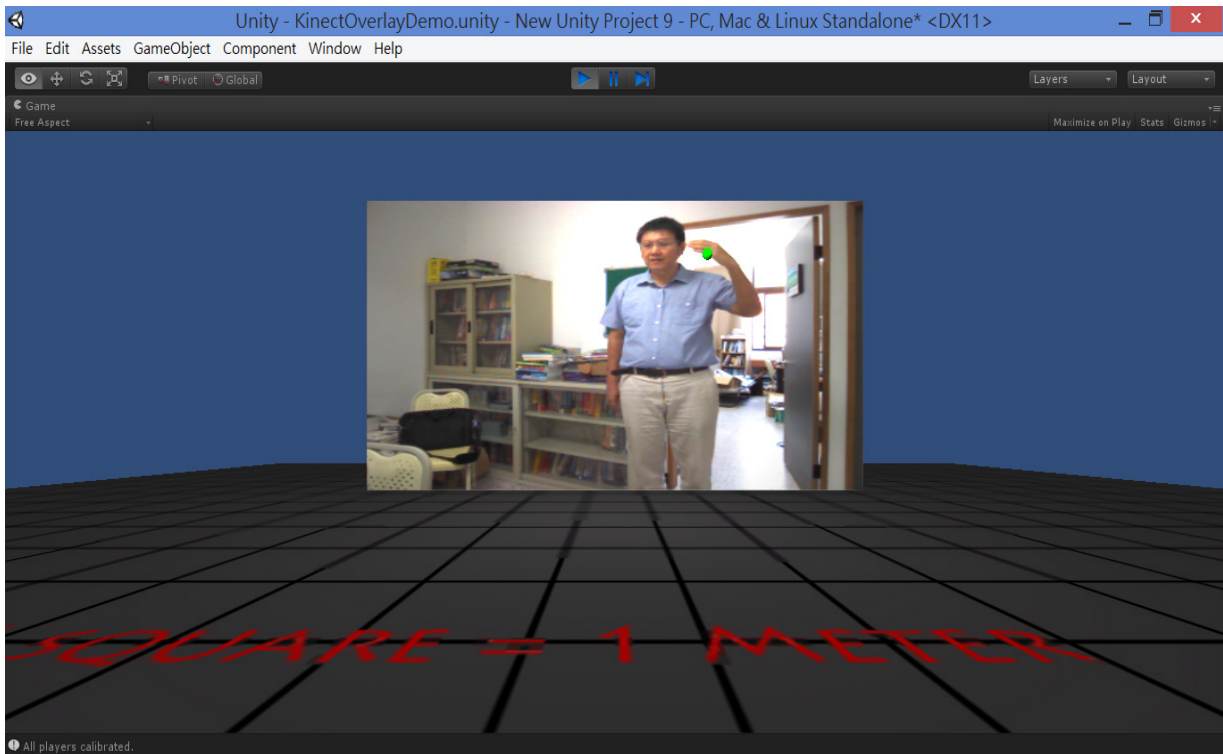 Unity - KinectOverlayDemo.unity - New Unity Project 9 - PC, Mac & Linux Standalone* <DX11>
File Edit Assets GameObject Component Window Help
Pivot Global Layers Layout
Game
Free Aspect Maximize on Play Stats Gizmos
SQUARE = 1 METER
All players calibrated.